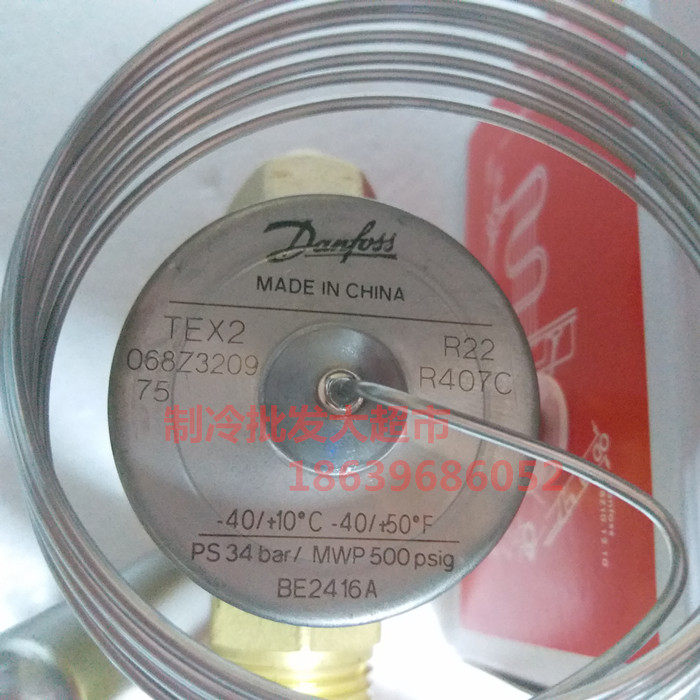 Danfoss
MADE IN CHINA
TEX2
068Z3209
75
R22
R407C
制冷批发大超市
18639686052
-40/+10°C -40/+50°F
PS 34 bar/ MWP 500 psig
BE2416A